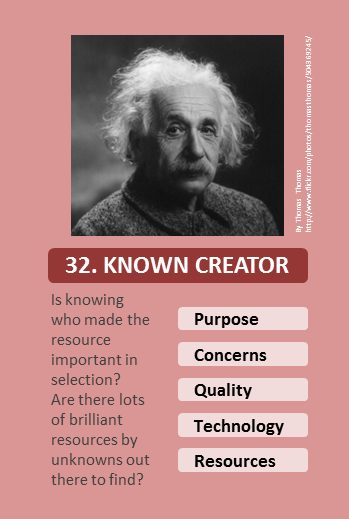 By Thomas Thomas
http://www.flickr.com/photos/thomasthomas/504869245/
32. KNOWN CREATOR
Is knowing
who made the
resource
important in
selection?
Are there lots
of brilliant
resources by
unknowns out
there to find?
Purpose
Concerns
Quality
Technology
Resources